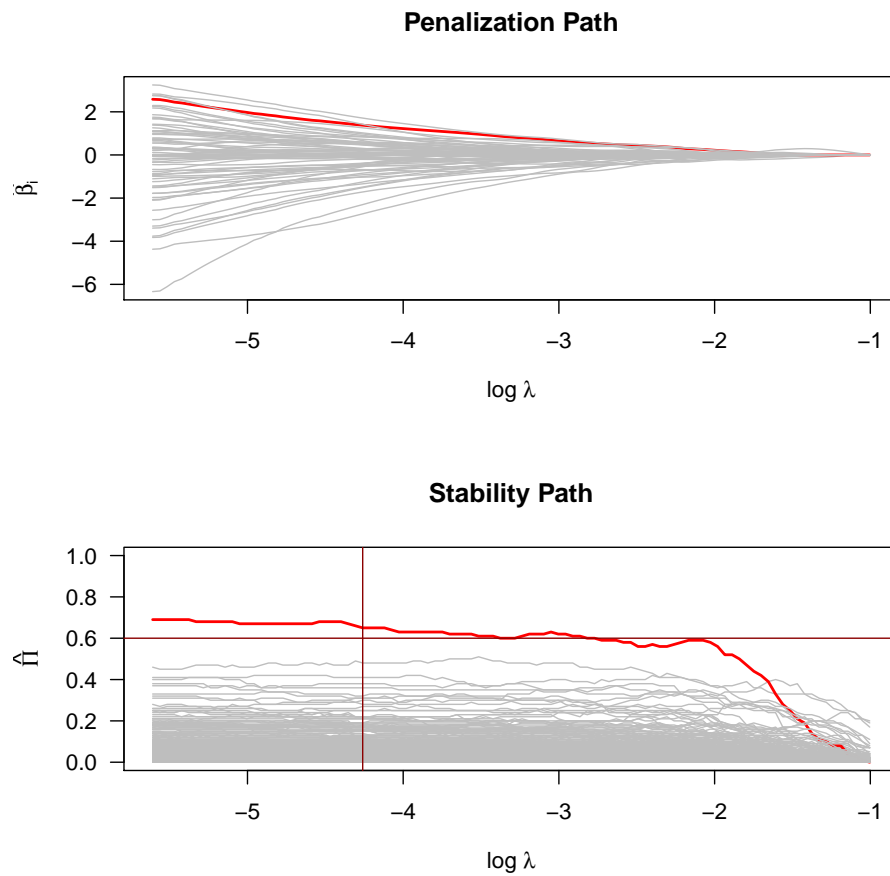 Penalization Path
2
0
−2
−4
−6
β̂i
−5 −4 −3 −2 −1
log λ
Stability Path
1.0
0.8
0.6
0.4
0.2
0.0
Π̂
−5 −4 −3 −2 −1
log λ